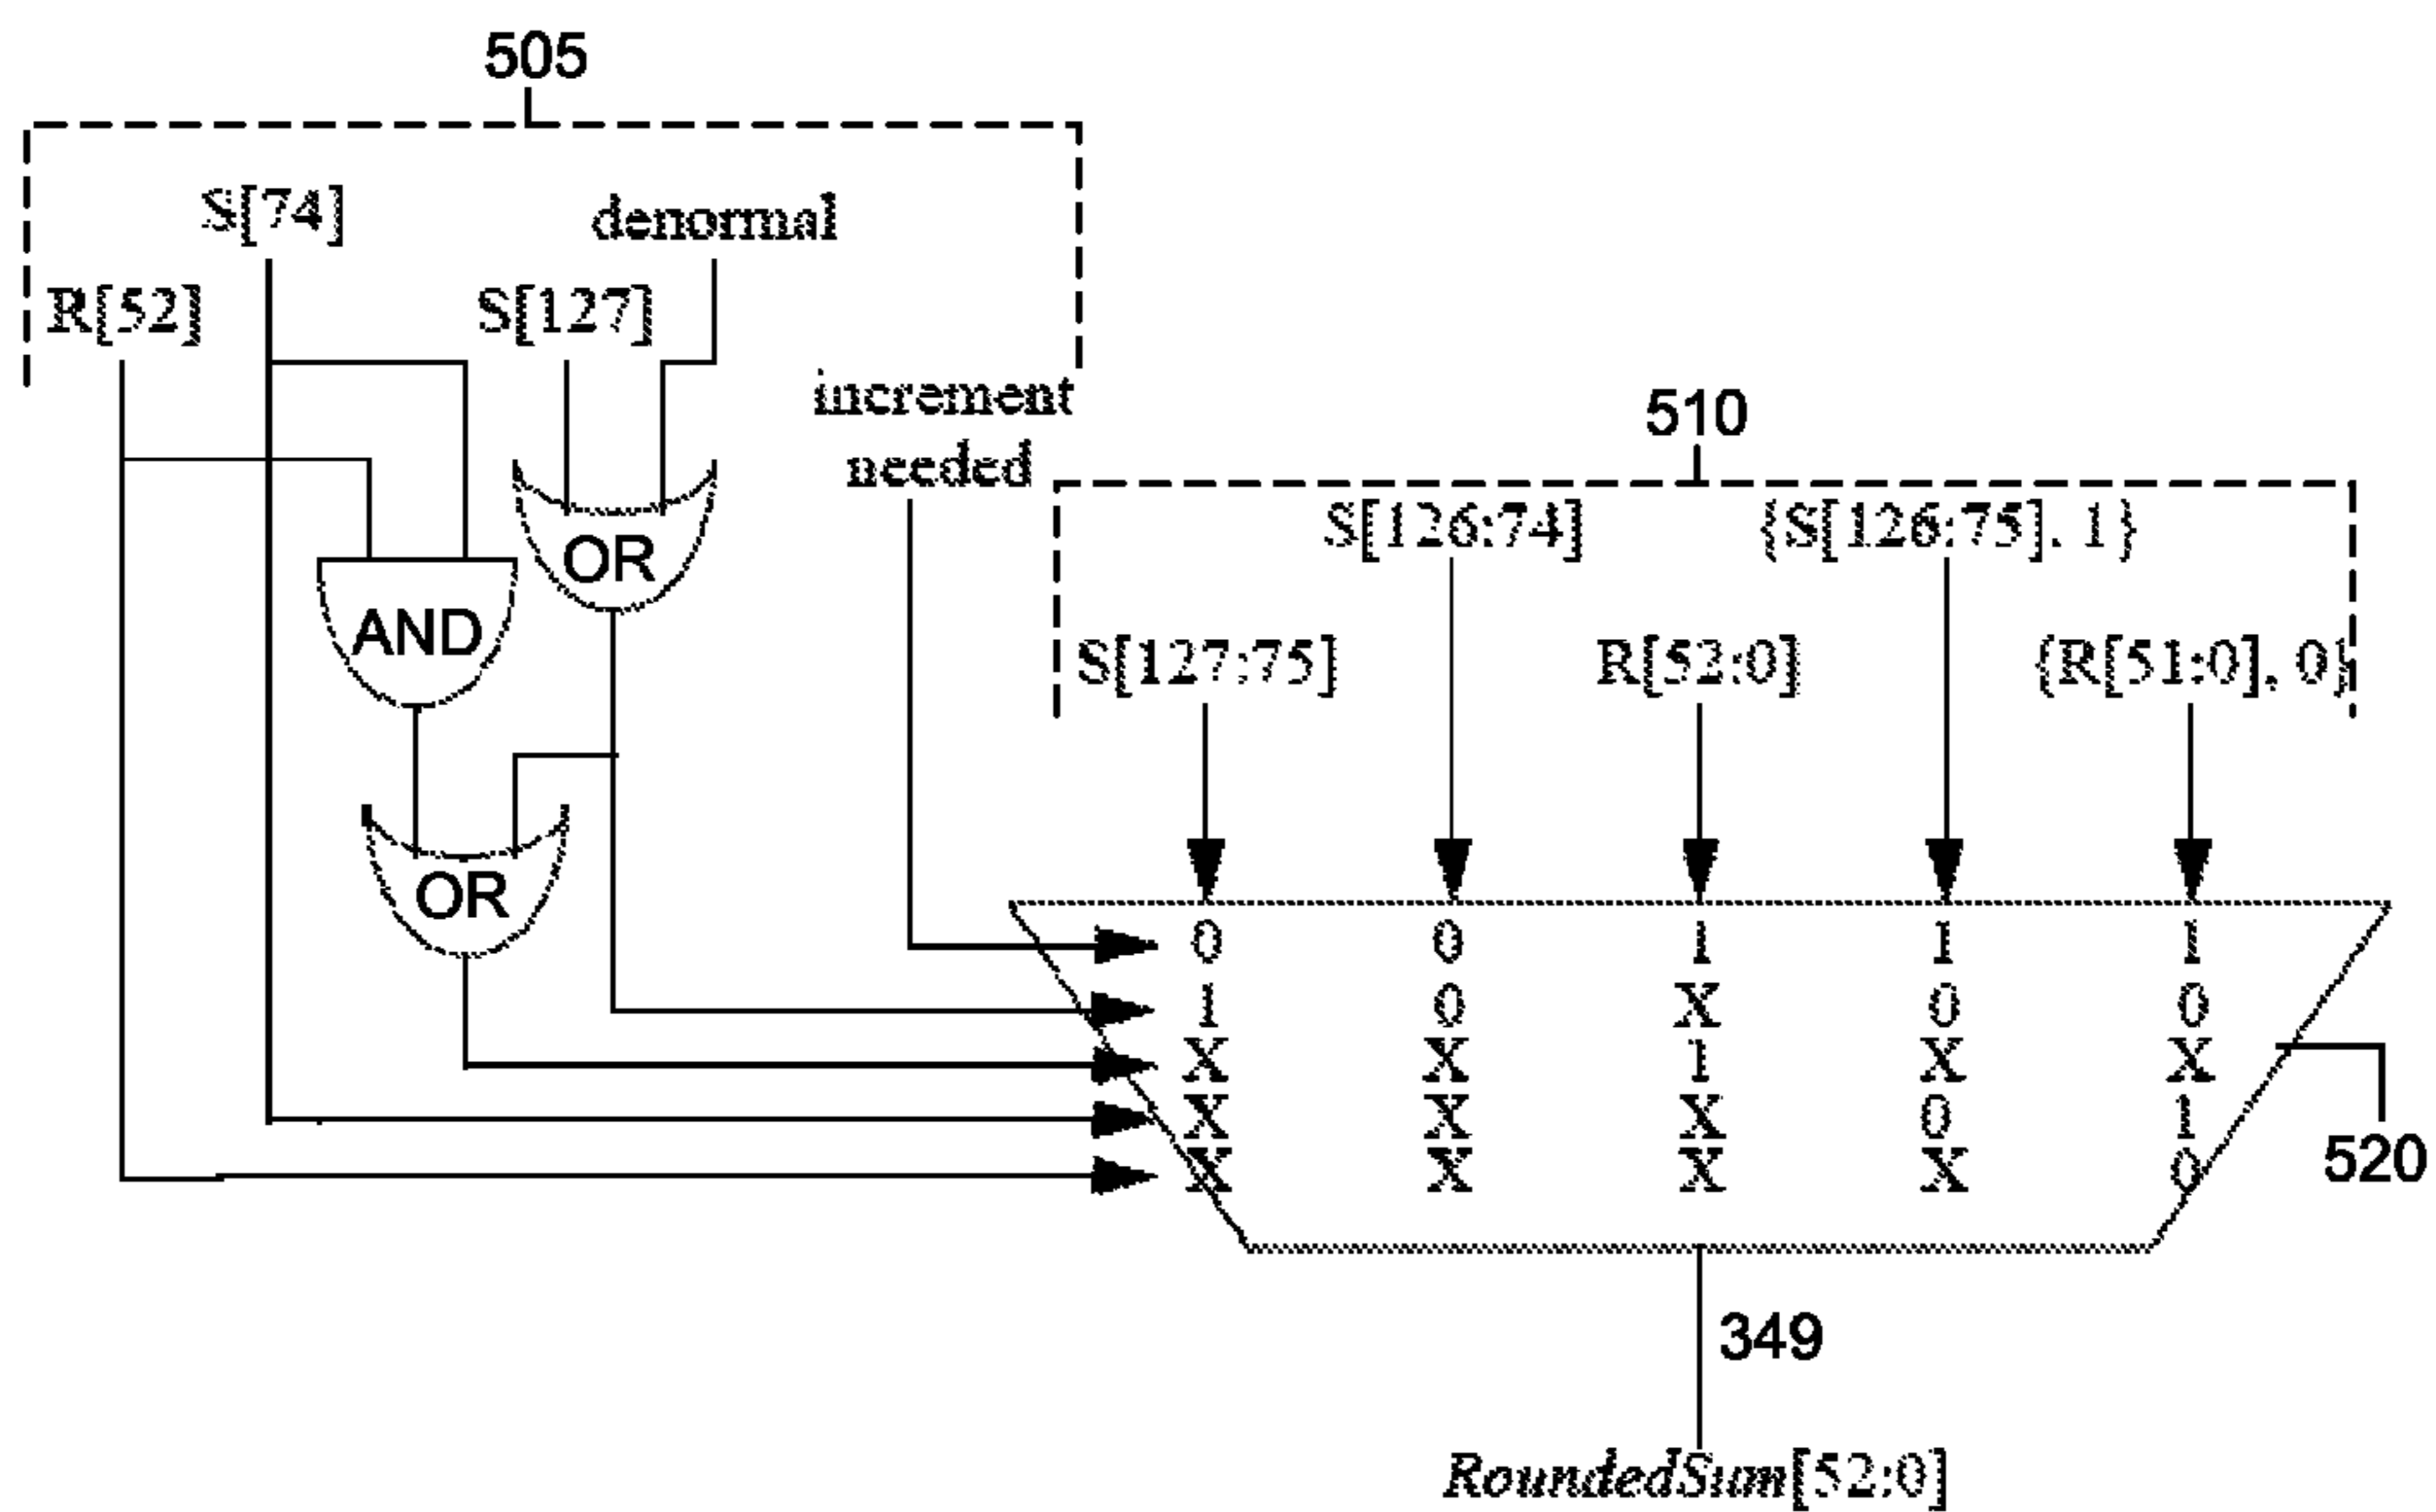 505
S[74] denormal
R[52] S[127]
increment
needed
510
S[126:74] {S[126:75], 1}
S[127:75] R[52:0] {R[51:0], 0}
AND OR
OR
0 0 1 1 1
1 0 X 0 0
X X 1 X X
X X X 0 1
X X X X 0
520
349
RoundedSum[52:0]